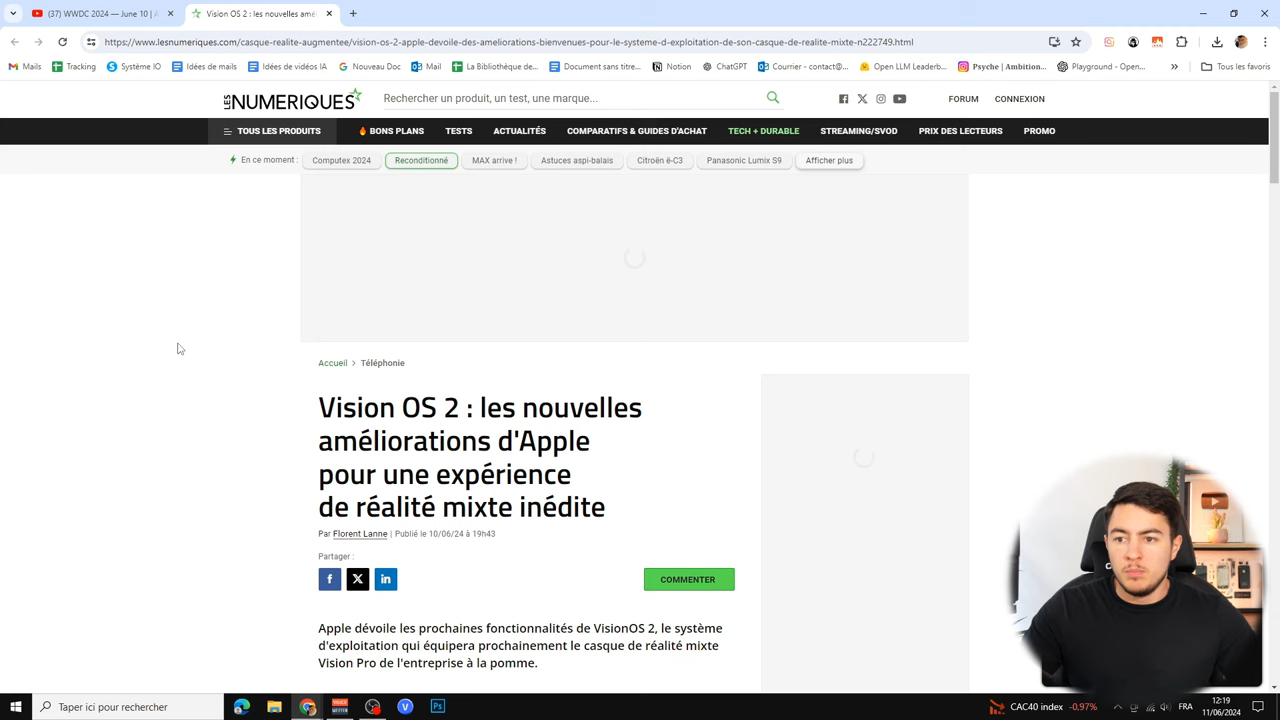 (37) WWDC 2024 — June 10 | A
Vision OS 2 : les nouvelles amé
https://www.lesnumeriques.com/casque-realite-augmentee/vision-os-2-apple-devoile-des-ameliorations-bienvenues-pour-le-systeme-d-exploitation-de-son-casque-de-realite-mixte-n222749.html
Mails Tracking Système IO Idées de mails Idées de vidéos IA Nouveau Doc Mail La Bibliothèque de... Document sans titre... Notion ChatGPT Courrier - contact@... Open LLM Leaderb... Psyche | Ambition... Playground - Open... » Tous les favoris
LES NUMERIQUES Rechercher un produit, un test, une marque... FORUM CONNEXION
TOUS LES PRODUITS BONS PLANS TESTS ACTUALITÉS COMPARATIFS & GUIDES D'ACHAT TECH + DURABLE STREAMING/SVOD PRIX DES LECTEURS PROMO
En ce moment : Computex 2024 Reconditionné MAX arrive ! Astuces aspi-balais Citroën ë-C3 Panasonic Lumix S9 Afficher plus
Accueil > Téléphonie
Vision OS 2 : les nouvelles
améliorations d'Apple
pour une expérience
de réalité mixte inédite
Par Florent Lanne | Publié le 10/06/24 à 19h43
Partager :
COMMENTER
Apple dévoile les prochaines fonctionnalités de VisionOS 2, le système
d'exploitation qui équipera prochainement le casque de réalité mixte
Vision Pro de l'entreprise à la pomme.
Taper ici pour rechercher
Ps
CAC40 index -0,97%
FRA
12:19
11/06/2024